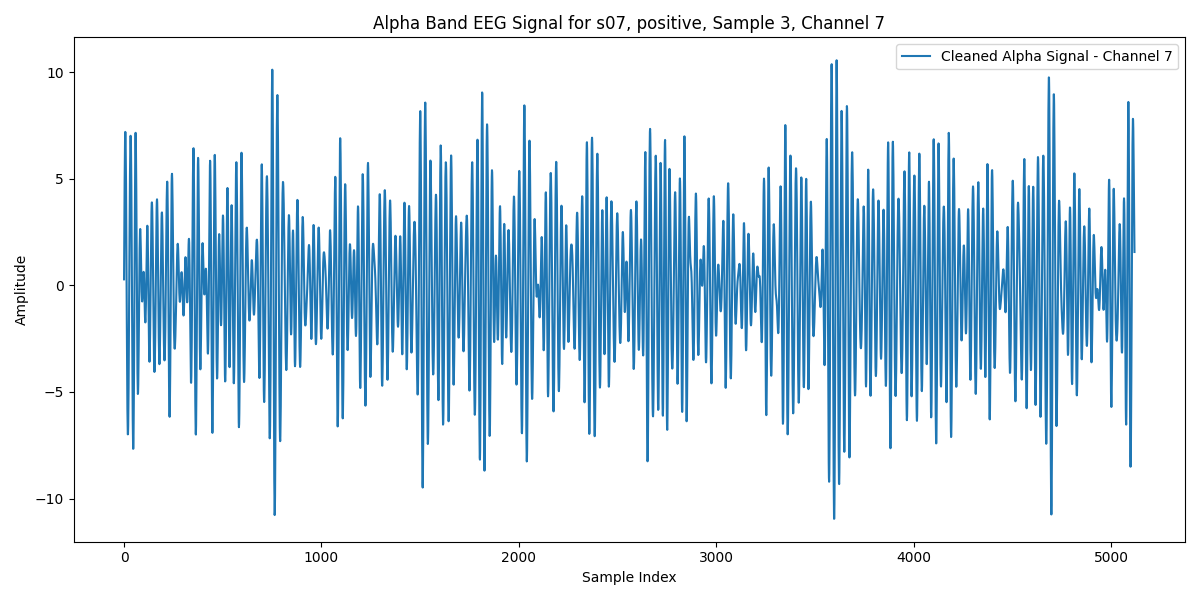 Alpha Band EEG Signal for s07, positive, Sample 3, Channel 7
Cleaned Alpha Signal - Channel 7
10
5
0
−5
−10
Amplitude
0 1000 2000 3000 4000 5000
Sample Index